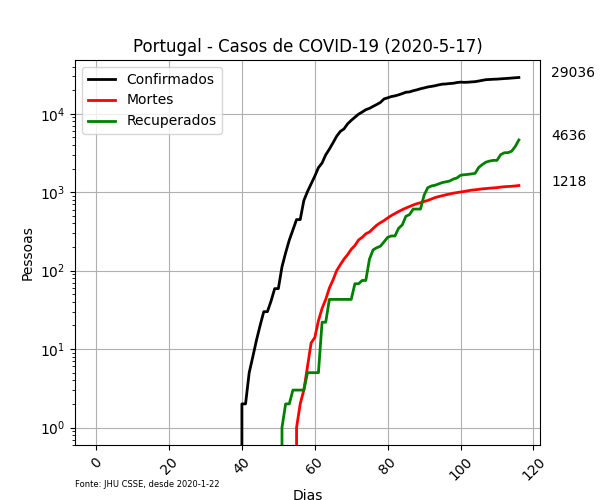 Portugal - Casos de COVID-19 (2020-5-17)
Confirmados
Mortes
Recuperados
29036
4636
1218
10^4
10^3
10^2
10^1
10^0
Pessoas
0 20 40 60 80 100 120
Fonte: JHU CSSE, desde 2020-1-22
Dias